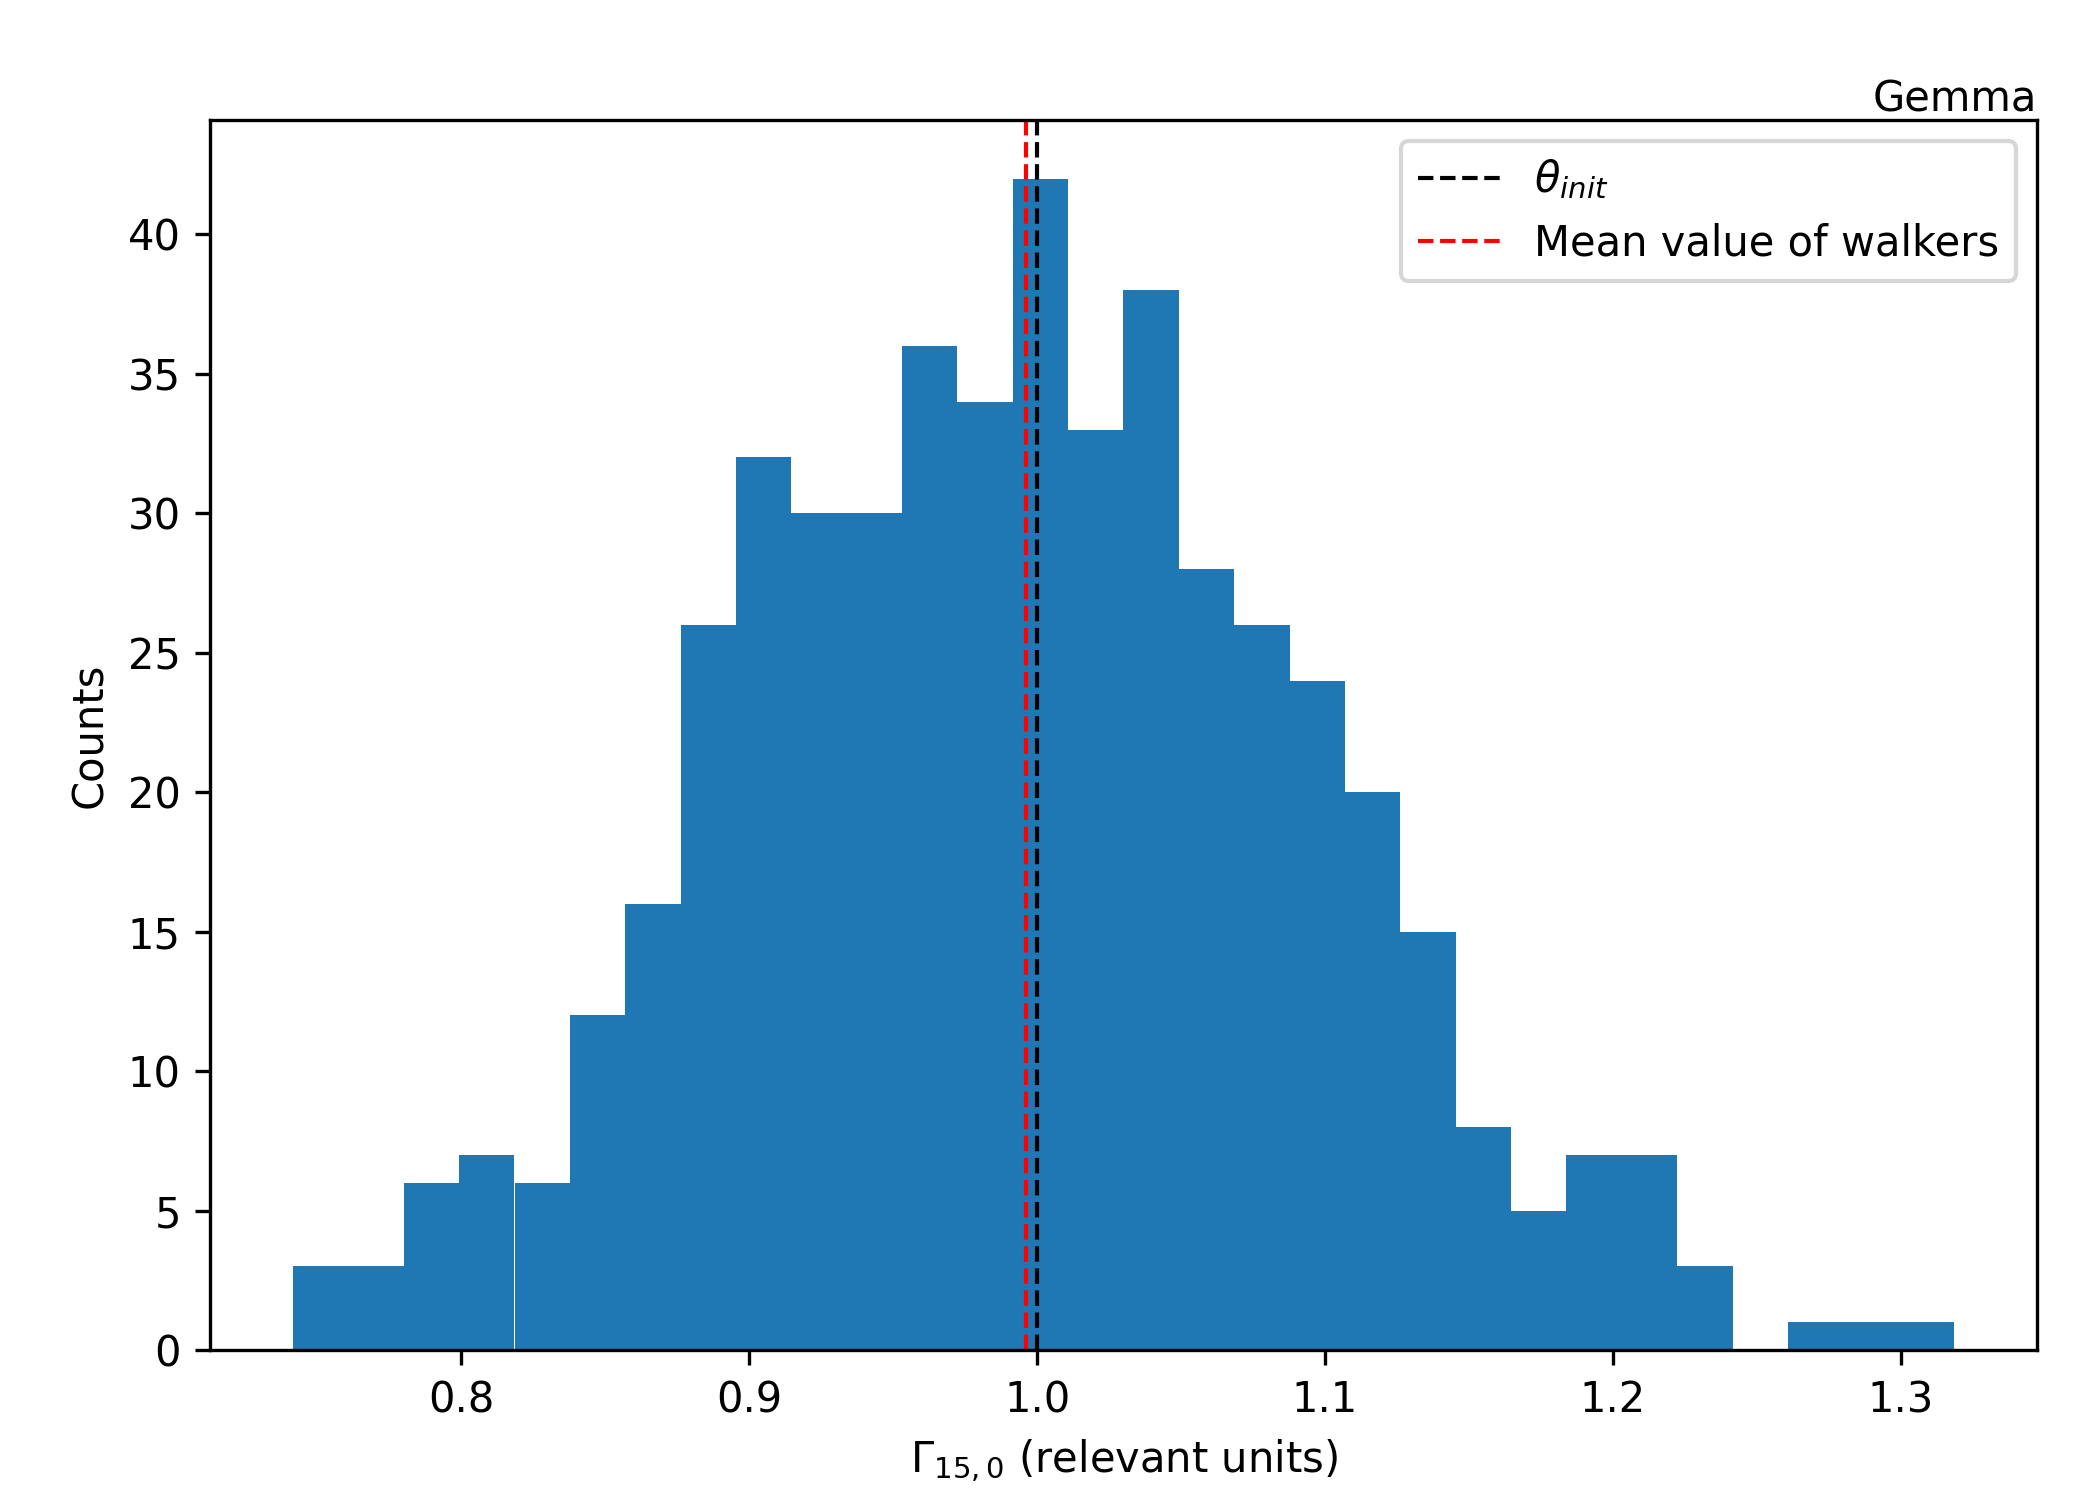 Gemma
θinit
Mean value of walkers
40
35
30
25
20
15
10
5
0
Counts
0.8 0.9 1.0 1.1 1.2 1.3
Γ15, 0 (relevant units)